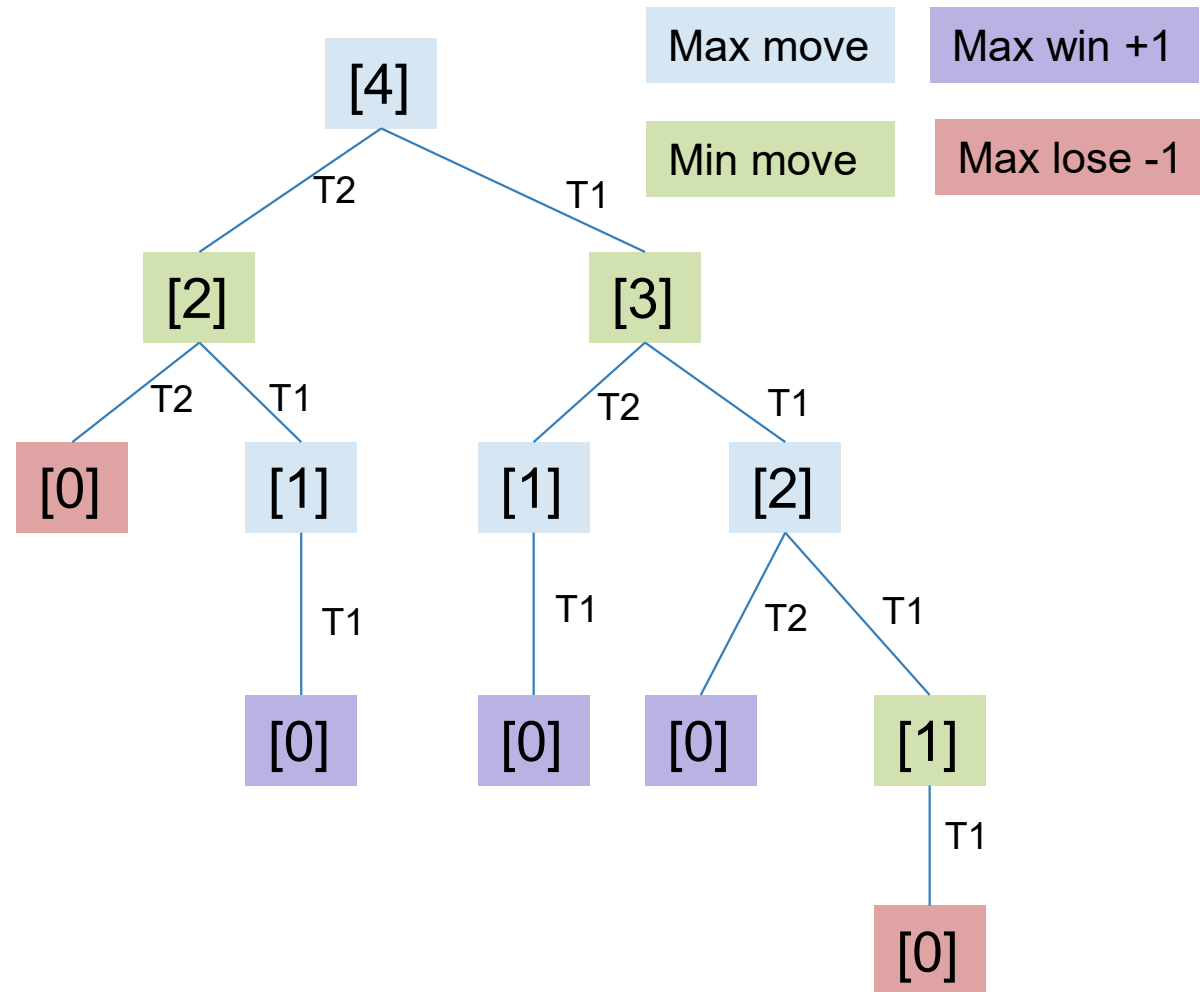 Max move
Max win +1
[4]
Min move
Max lose -1
T2
T1
[2]
[3]
T2
T1
T2
T1
[0]
[1]
[1]
[2]
T1
T1
T2
T1
[0]
[0]
[0]
[1]
T1
[0]